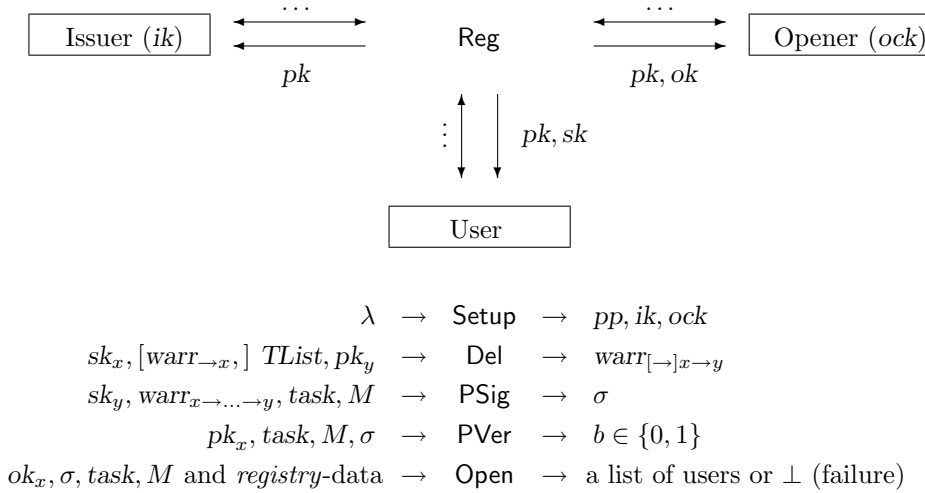 ... ...
Issuer (ik) Reg Opener (ock)
pk pk, ok
⋮ pk, sk
User
λ → Setup → pp, ik, ock
sk_x, [warr_{→x},] TList, pk_y → Del → warr_{[→]x→y}
sk_y, warr_{x→...→y}, task, M → PSig → σ
pk_x, task, M, σ → PVer → b ∈ {0, 1}
ok_x, σ, task, M and registry-data → Open → a list of users or ⊥ (failure)